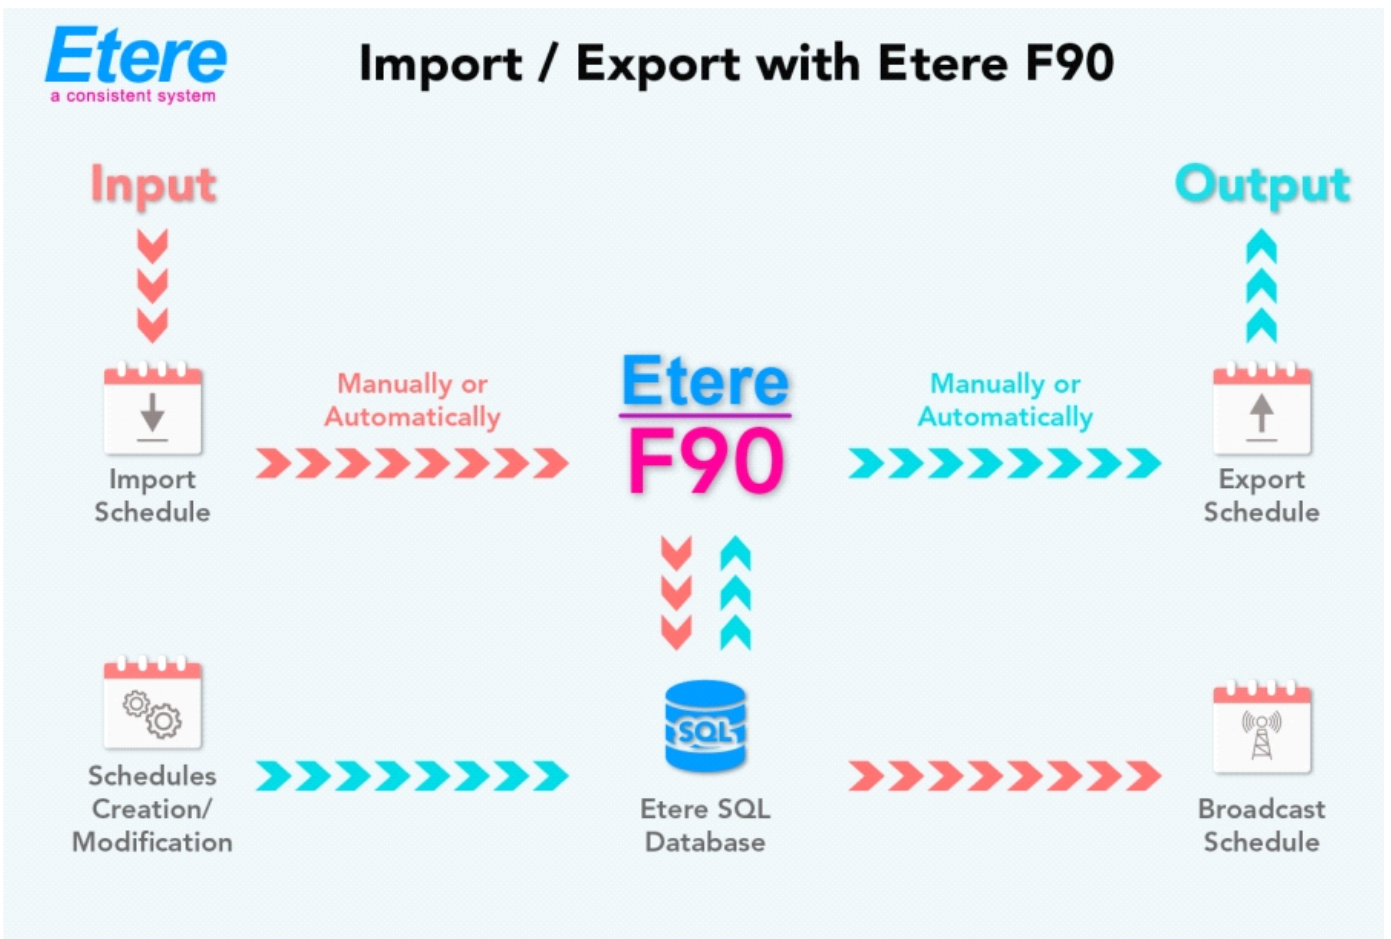 Etere
a consistent system
Import / Export with Etere F90
Input
Output
Manually or
Automatically
Etere
F90
Manually or
Automatically
Import
Schedule
Export
Schedule
Schedules
Creation/
Modification
SQL
Etere SQL
Database
Broadcast
Schedule